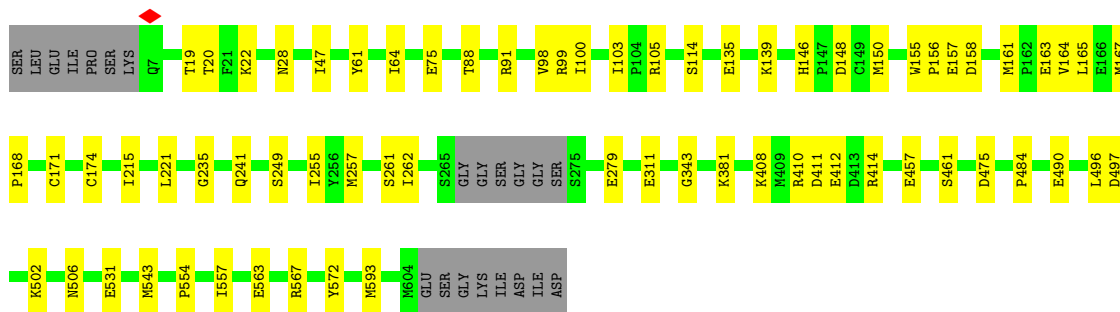 SER LEU GLU ILE PRO SER LYS Q7 T19 T20 F21 K22 N28 I47 Y61 I64 E75 T88 R91 V98 R99 I100 I103 P104 R105 S114 E135 K139 H146 P147 D148 C149 M150 W155 P156 E157 D158 M161 P162 E163 V164 L165 E166 M167
P168 C171 C174 I215 L221 G235 Q241 S249 I255 Y256 M257 S261 I262 S265 GLY GLY SER GLY GLY SER S275 E279 E311 G343 K381 K408 M409 R410 D411 E412 D413 R414 E457 S461 D475 P484 E490 L496 D497
K502 N506 E531 M543 P554 I557 E563 R567 Y572 M593 M604 GLU SER GLY LYS ILE ASP ILE ASP